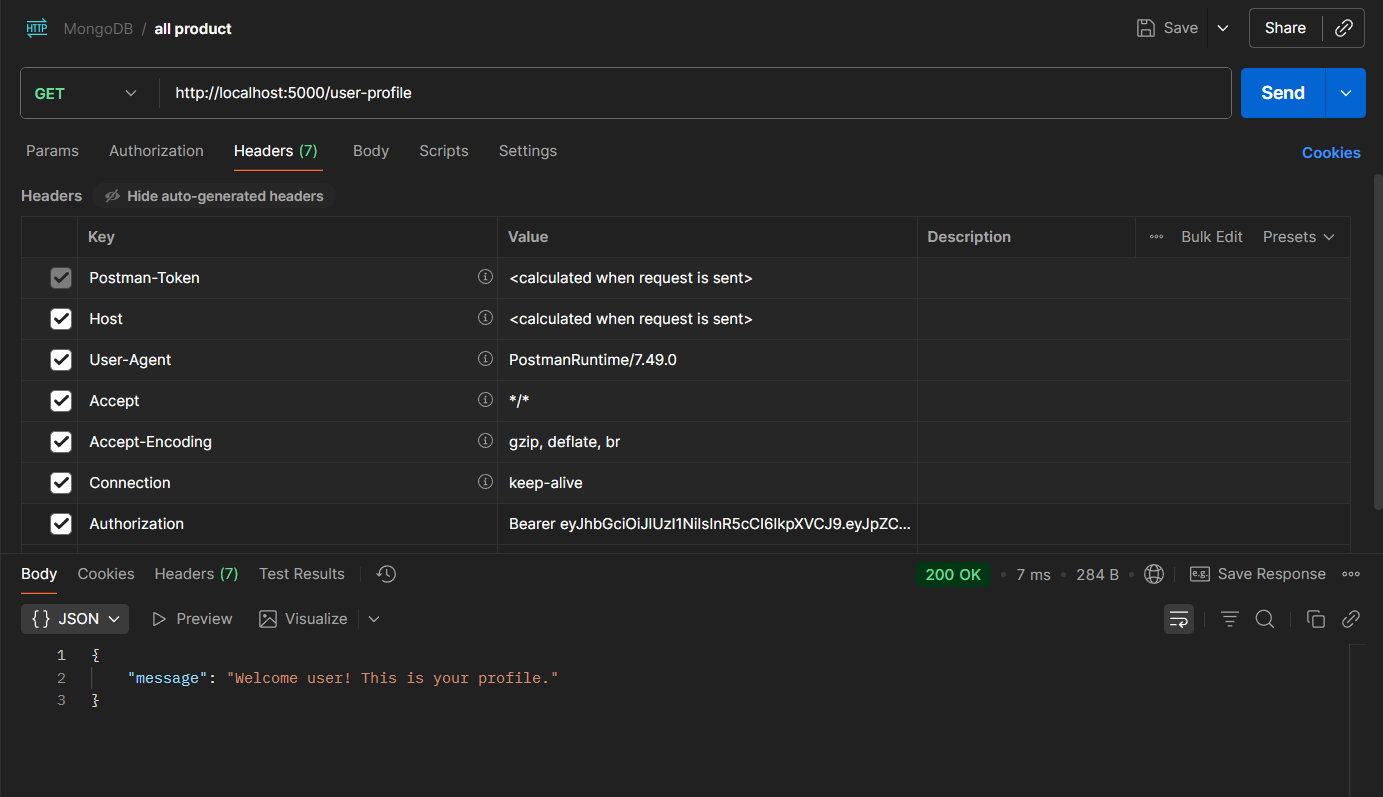 HTTP MongoDB / all product Save Share
GET http://localhost:5000/user-profile Send
Params Authorization Headers (7) Body Scripts Settings Cookies
Headers Hide auto-generated headers
Key Value Description Bulk Edit Presets
Postman-Token <calculated when request is sent>
Host <calculated when request is sent>
User-Agent PostmanRuntime/7.49.0
Accept */*
Accept-Encoding gzip, deflate, br
Connection keep-alive
Authorization Bearer eyJhbGciOiJIUzI1NiIsInR5cCI6IkpXVCJ9.eyJpZC...
Body Cookies Headers (7) Test Results 200 OK • 7 ms • 284 B • e.g. Save Response
{} JSON Preview Visualize
1 {
2 "message": "Welcome user! This is your profile."
3 }